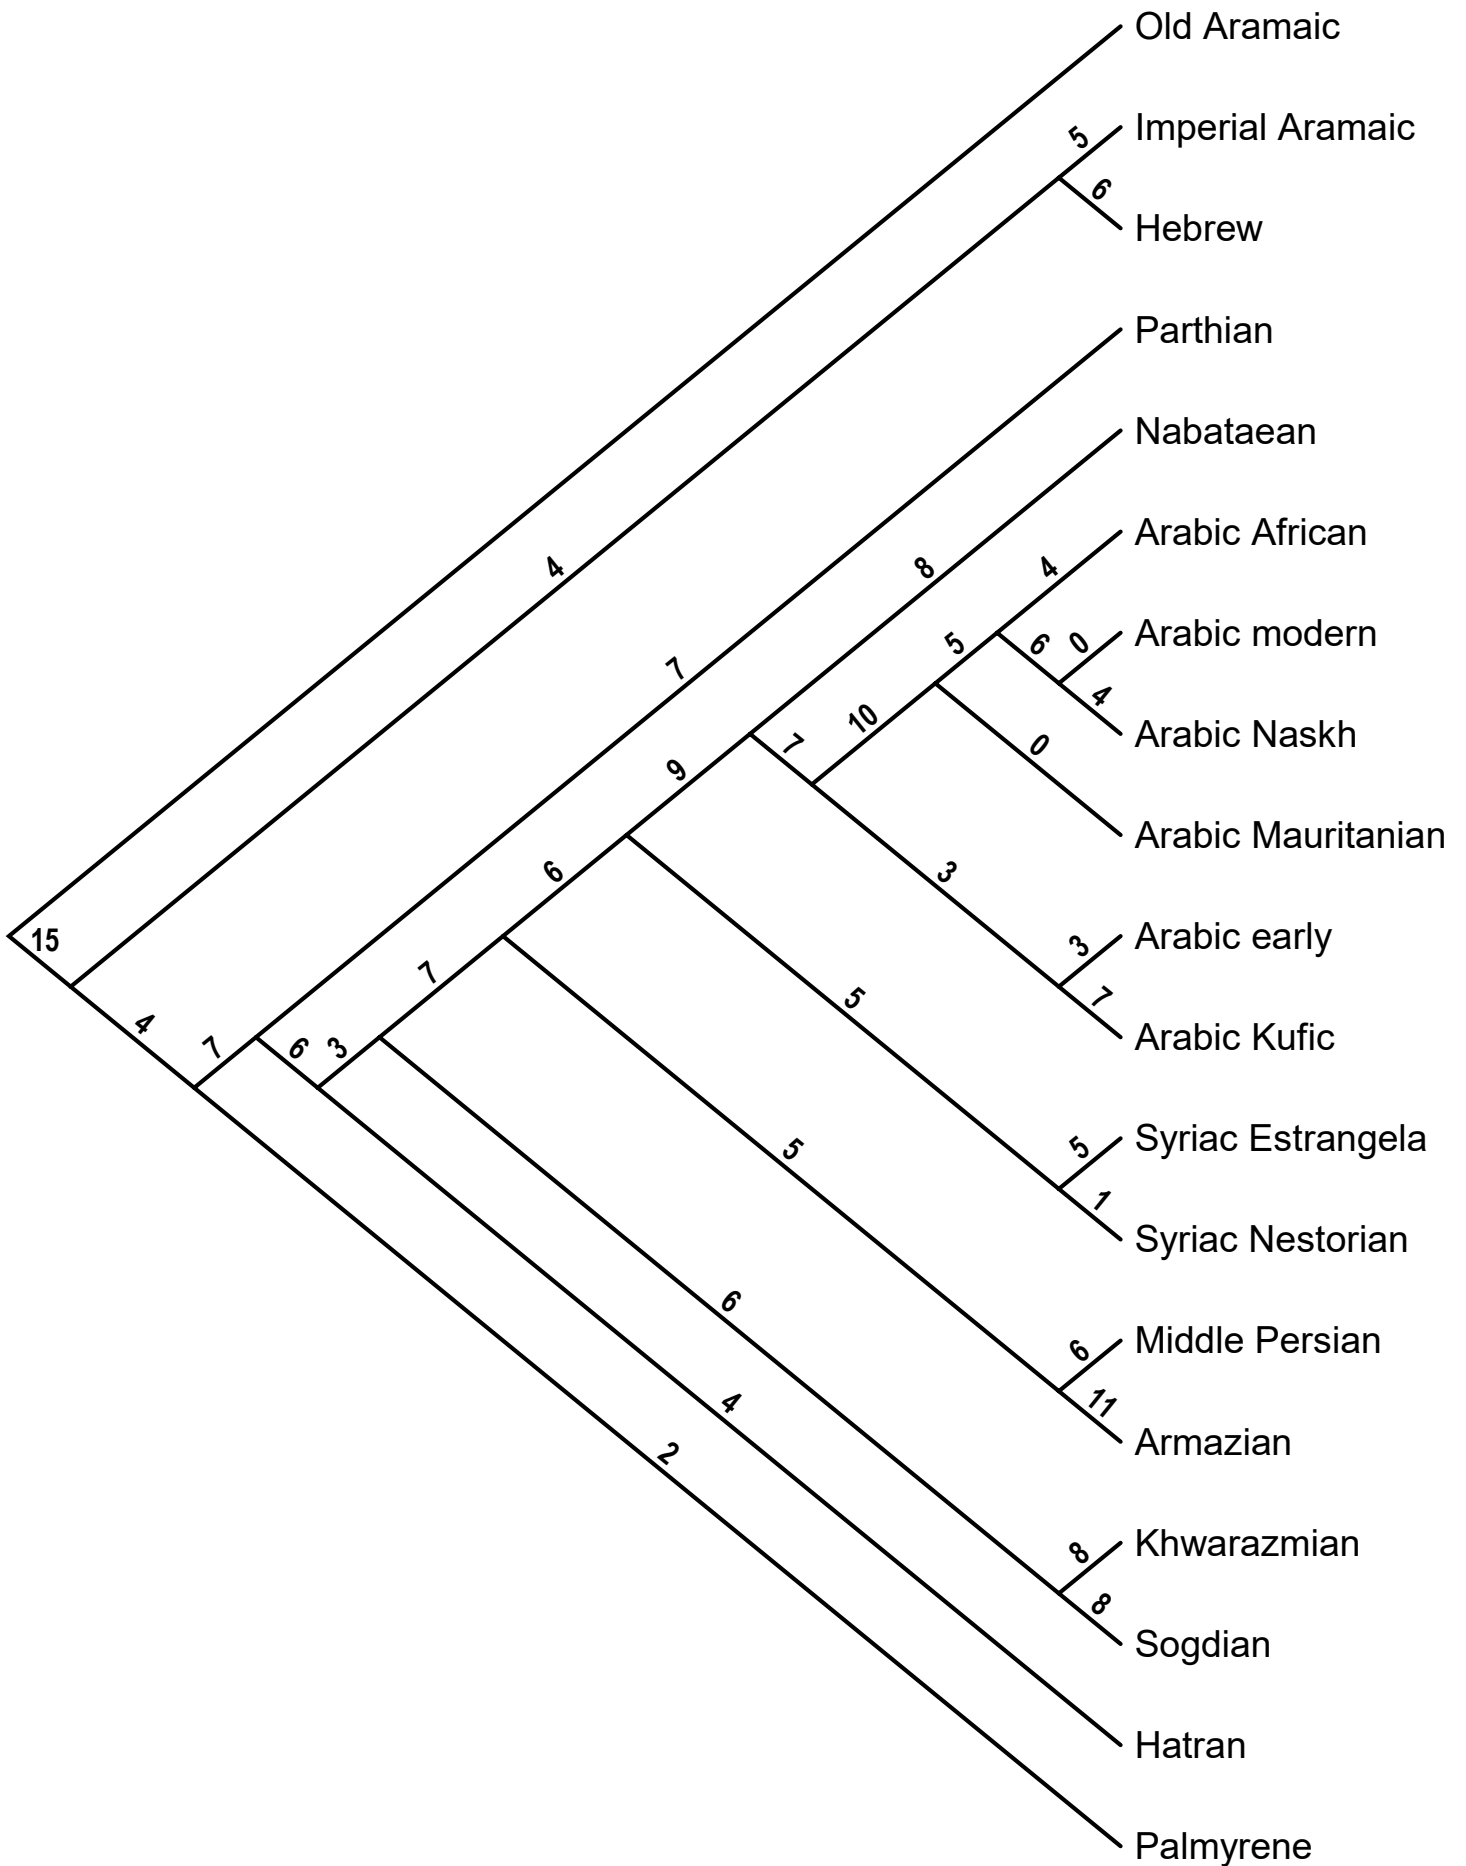 Old Aramaic
5 Imperial Aramaic
6
Hebrew
Parthian
Nabataean
Arabic African
4
8
4
6 0 Arabic modern
5
7
4
10
Arabic Naskh
7
0
9
Arabic Mauritanian
6
3
15
3 Arabic early
7
5
7
4
Arabic Kufic
7 6 3
Syriac Estrangela
5
5
1
Syriac Nestorian
6
6 Middle Persian
4
11
Armazian
2
8 Khwarazmian
8
Sogdian
Hatran
Palmyrene